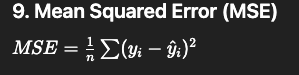 9. Mean Squared Error (MSE)
MSE = 1/n ∑(yᵢ − ŷᵢ)²